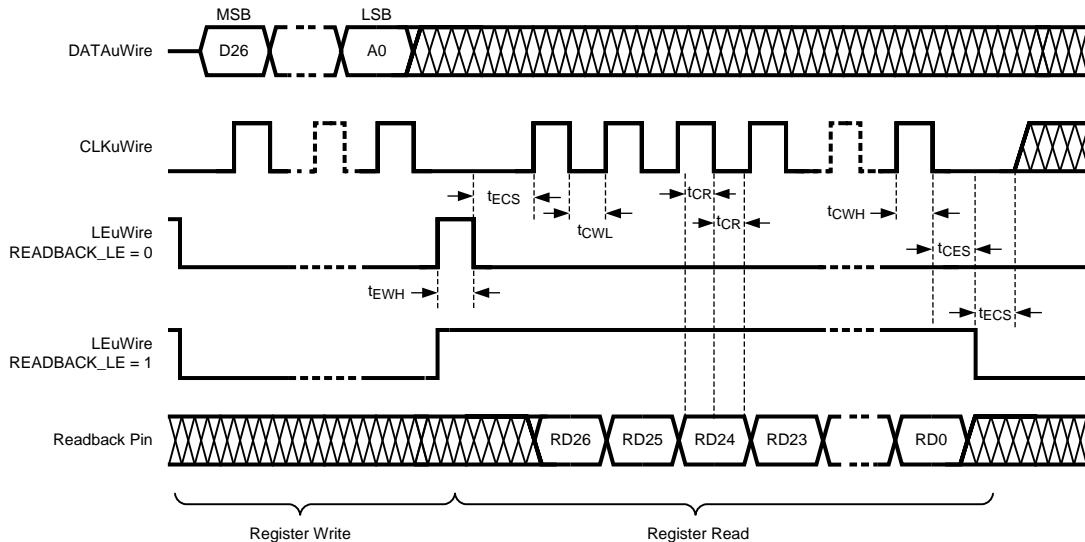 MSB LSB
DATAuWire D26 A0
CLKuWire
tECS tCR tCWH
tCWL tCR
LEuWire
READBACK_LE = 0
tCES
tEWH
tECS
LEuWire
READBACK_LE = 1
Readback Pin RD26 RD25 RD24 RD23 RD0
Register Write Register Read